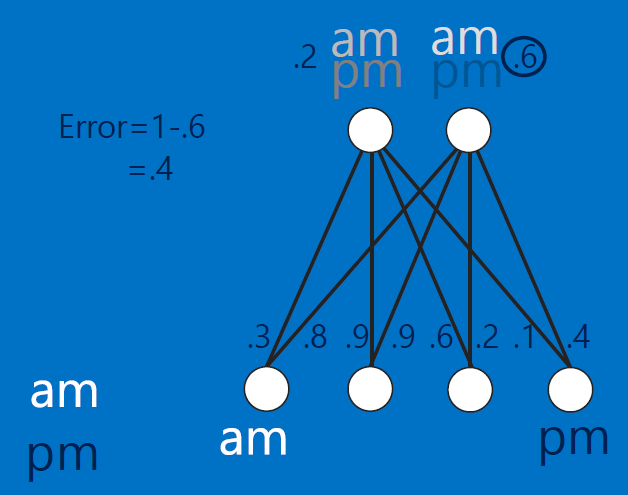 .2 am am .6
pm pm
Error=1-.6
=.4
.3 .8 .9 .9 .6 .2 .1 .4
am
am pm
pm